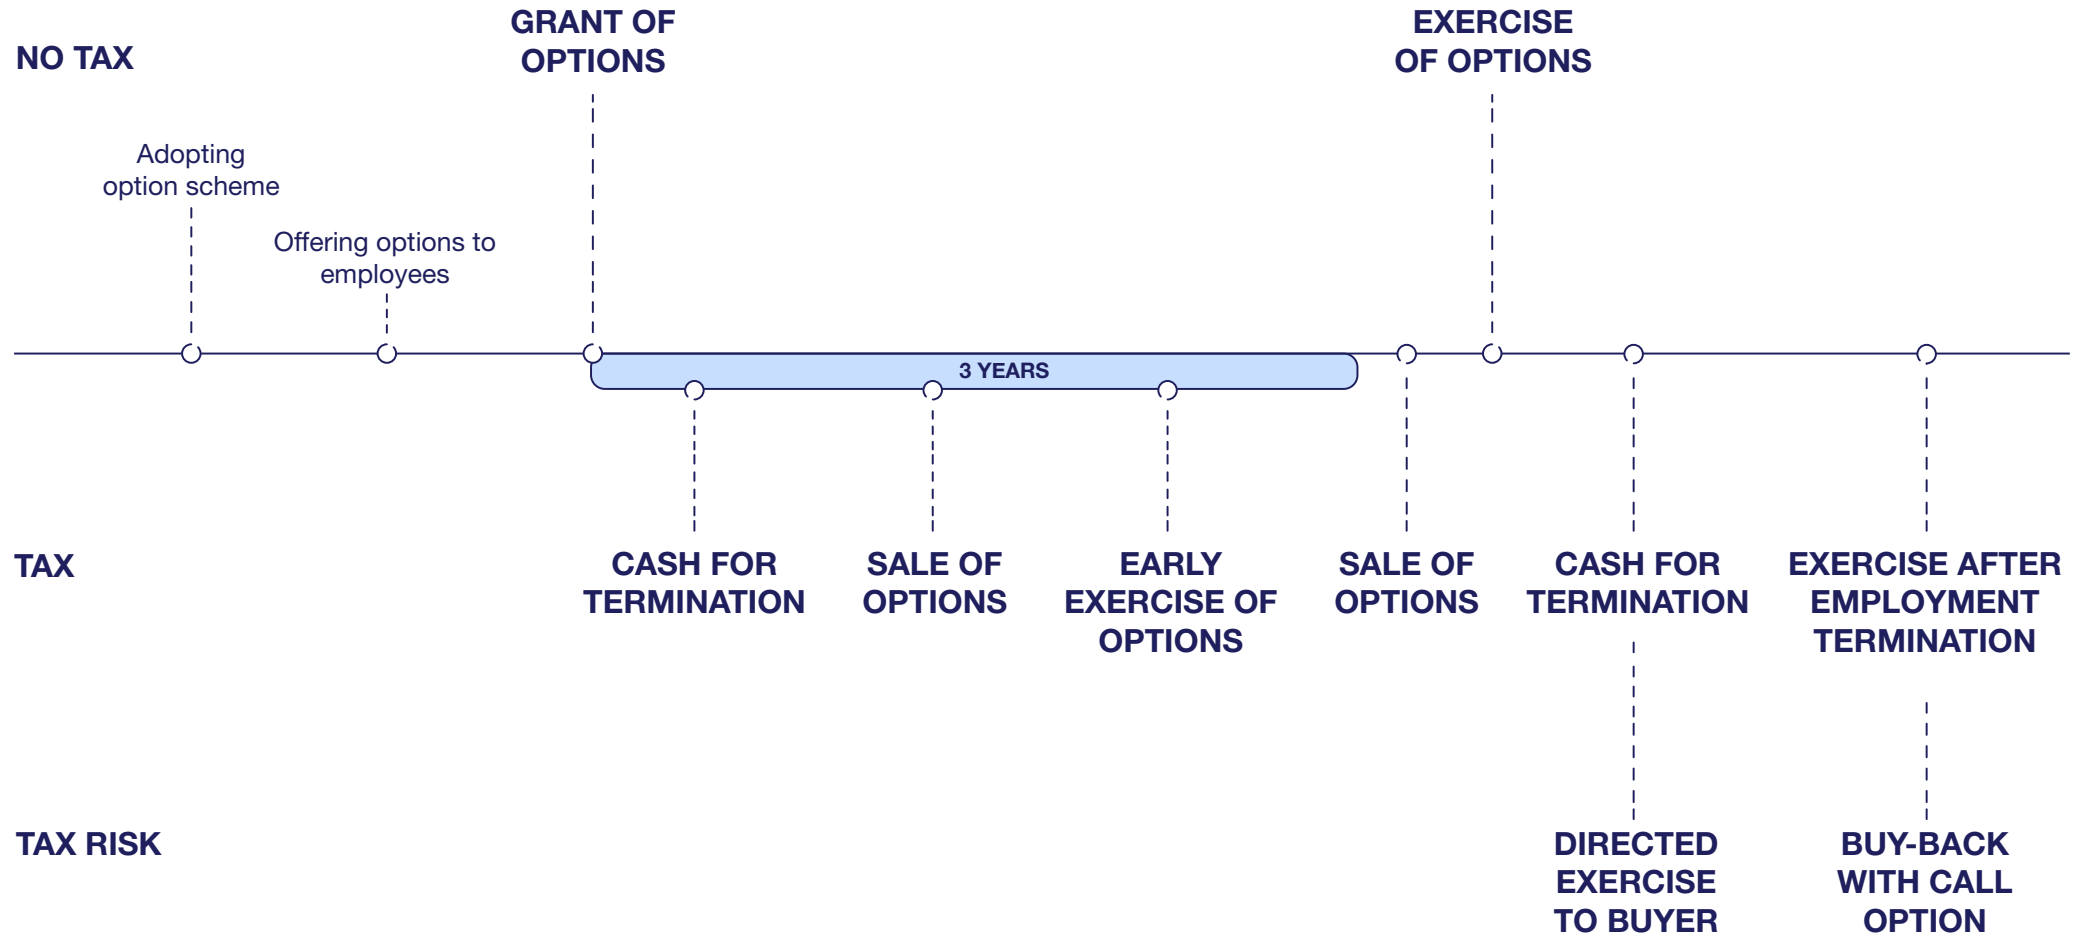 NO TAX
GRANT OF
OPTIONS
EXERCISE
OF OPTIONS
Adopting
option scheme
Offering options to
employees
3 YEARS
TAX
CASH FOR
TERMINATION
SALE OF
OPTIONS
EARLY
EXERCISE OF
OPTIONS
SALE OF
OPTIONS
CASH FOR
TERMINATION
EXERCISE AFTER
EMPLOYMENT
TERMINATION
TAX RISK
DIRECTED
EXERCISE
TO BUYER
BUY-BACK
WITH CALL
OPTION